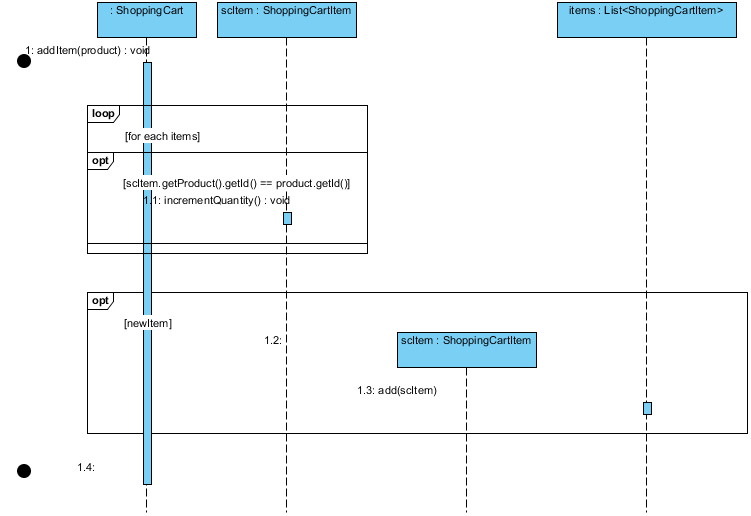 : ShoppingCart
scItem : ShoppingCartItem
items : List<ShoppingCartItem>
1: addItem(product) : void
loop
[for each items]
opt
[scItem.getProduct().getId() == product.getId()]
1.1: incrementQuantity() : void
opt
[newItem]
1.2:
scItem : ShoppingCartItem
1.3: add(scItem)
1.4: